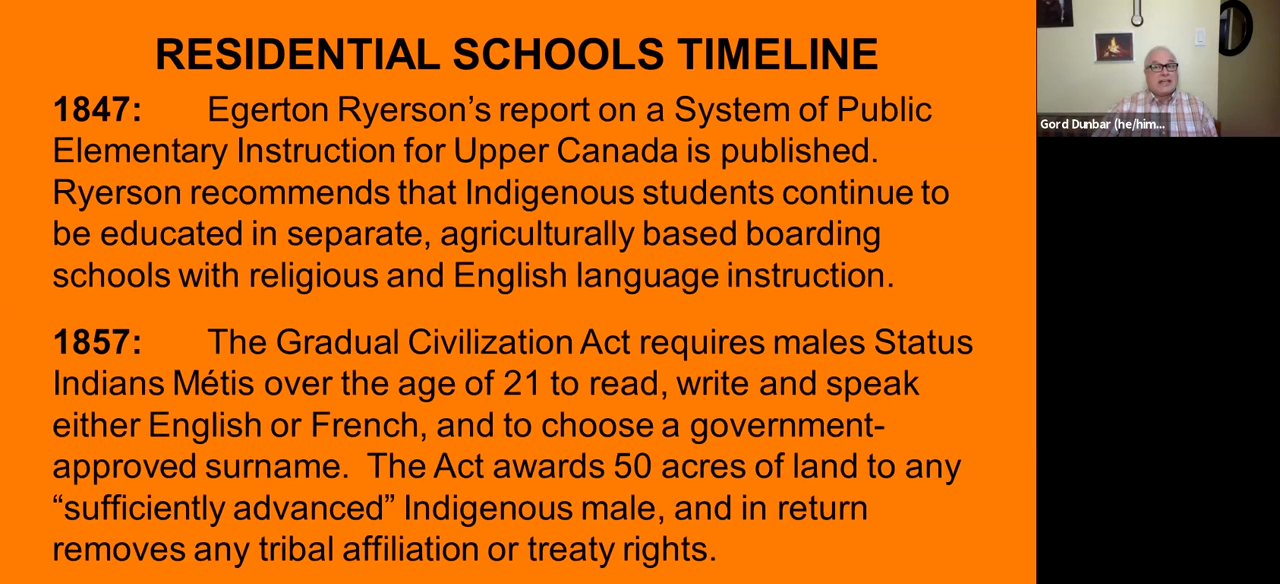 RESIDENTIAL SCHOOLS TIMELINE
1847: Egerton Ryerson’s report on a System of Public
Elementary Instruction for Upper Canada is published.
Ryerson recommends that Indigenous students continue to
be educated in separate, agriculturally based boarding
schools with religious and English language instruction.
1857: The Gradual Civilization Act requires males Status
Indians Métis over the age of 21 to read, write and speak
either English or French, and to choose a government-
approved surname.  The Act awards 50 acres of land to any
“sufficiently advanced” Indigenous male, and in return
removes any tribal affiliation or treaty rights.
Gord Dunbar (he/him...